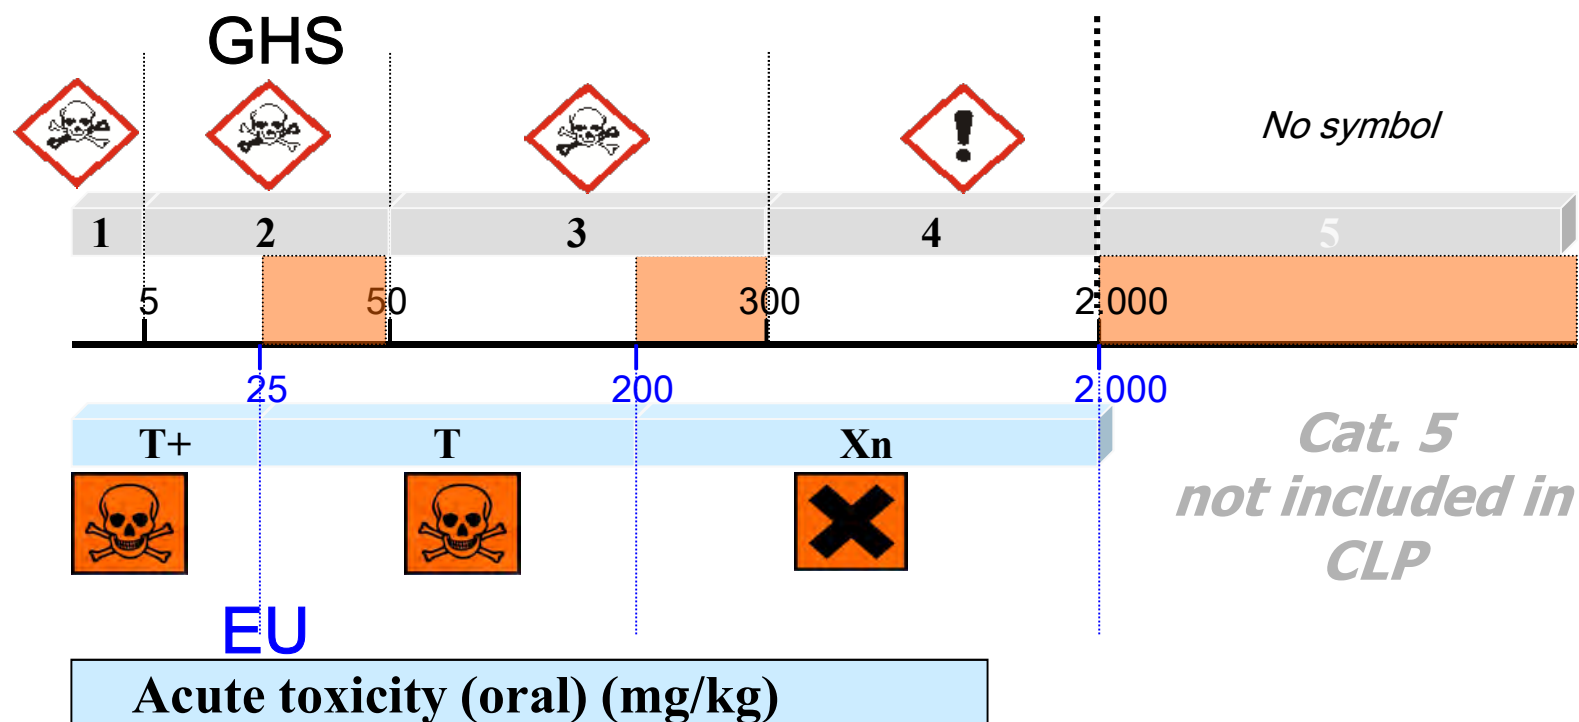 GHS
No symbol
1 2 3 4 5
5 50 300 2.000
25 200 2.000
T+ T Xn
Cat. 5
not included in
CLP
EU
Acute toxicity (oral) (mg/kg)